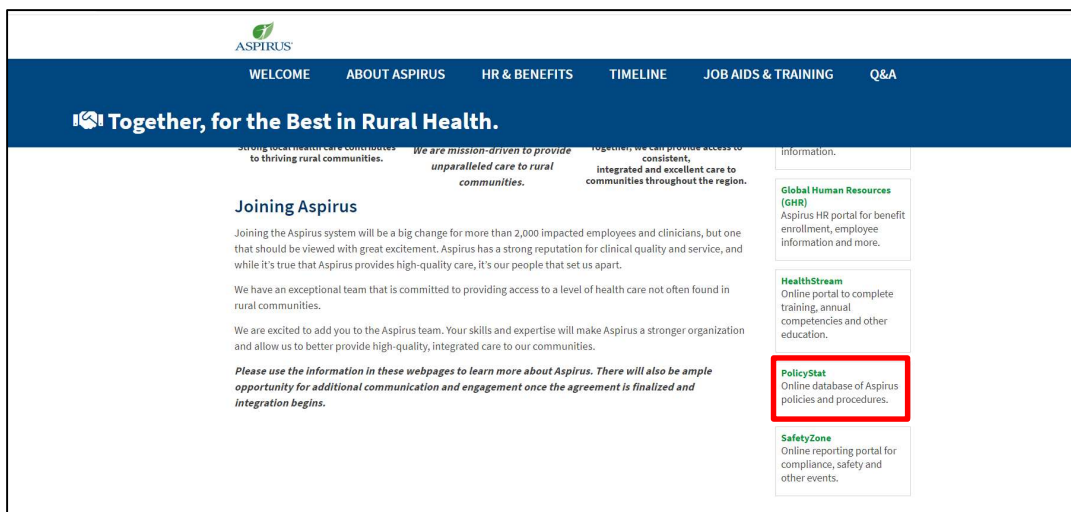 ASPIRUS
WELCOME ABOUT ASPIRUS HR & BENEFITS TIMELINE JOB AIDS & TRAINING Q&A
Together, for the Best in Rural Health.
Strong local health care contributes
to thriving rural communities.
We are mission-driven to provide
unparalleled care to rural
communities.
Together, we can provide access to
consistent,
integrated and excellent care to
communities throughout the region.
Joining Aspirus
Joining the Aspirus system will be a big change for more than 2,000 impacted employees and clinicians, but one
that should be viewed with great excitement. Aspirus has a strong reputation for clinical quality and service, and
while it's true that Aspirus provides high-quality care, it's our people that set us apart.
We have an exceptional team that is committed to providing access to a level of health care not often found in
rural communities.
We are excited to add you to the Aspirus team. Your skills and expertise will make Aspirus a stronger organization
and allow us to better provide high-quality, integrated care to our communities.
Please use the information in these webpages to learn more about Aspirus. There will also be ample
opportunity for additional communication and engagement once the agreement is finalized and
integration begins.
information.
Global Human Resources
(GHR)
Aspirus HR portal for benefit
enrollment, employee
information and more.
HealthStream
Online portal to complete
training, annual
competencies and other
education.
PolicyStat
Online database of Aspirus
policies and procedures.
SafetyZone
Online reporting portal for
compliance, safety and
other events.